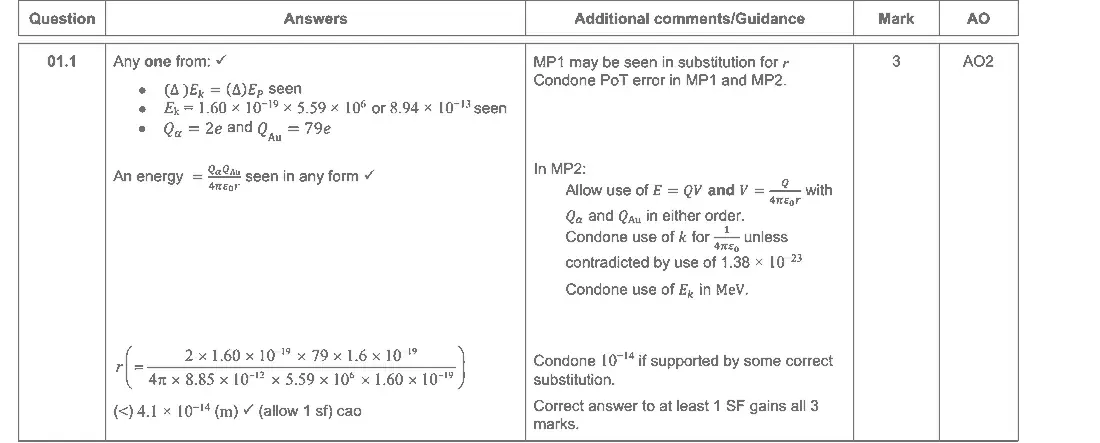 Question Answers Additional comments/Guidance Mark AO
01.1 Any one from: ✓
• (Δ )Eₖ = (Δ)Eₚ seen
• Eₖ = 1.60 × 10⁻¹⁹ × 5.59 × 10⁶ or 8.94 × 10⁻¹³ seen
• Qα = 2e and Q_Au = 79e
An energy = QαQ_Au/4πε₀r seen in any form ✓
r(= 2 × 1.60 × 10⁻¹⁹ × 79 × 1.6 × 10⁻¹⁹ / 4π × 8.85 × 10⁻¹² × 5.59 × 10⁶ × 1.60 × 10⁻¹⁹)
(<) 4.1 × 10⁻¹⁴ (m) ✓ (allow 1 sf) cao
MP1 may be seen in substitution for r
Condone PoT error in MP1 and MP2.
In MP2:
Allow use of E = QV and V = Q/4πε₀r with
Qα and Q_Au in either order.
Condone use of k for 1/4πε₀ unless
contradicted by use of 1.38 × 10⁻²³
Condone use of Eₖ in MeV.
Condone 10⁻¹⁴ if supported by some correct
substitution.
Correct answer to at least 1 SF gains all 3
marks.
3
AO2